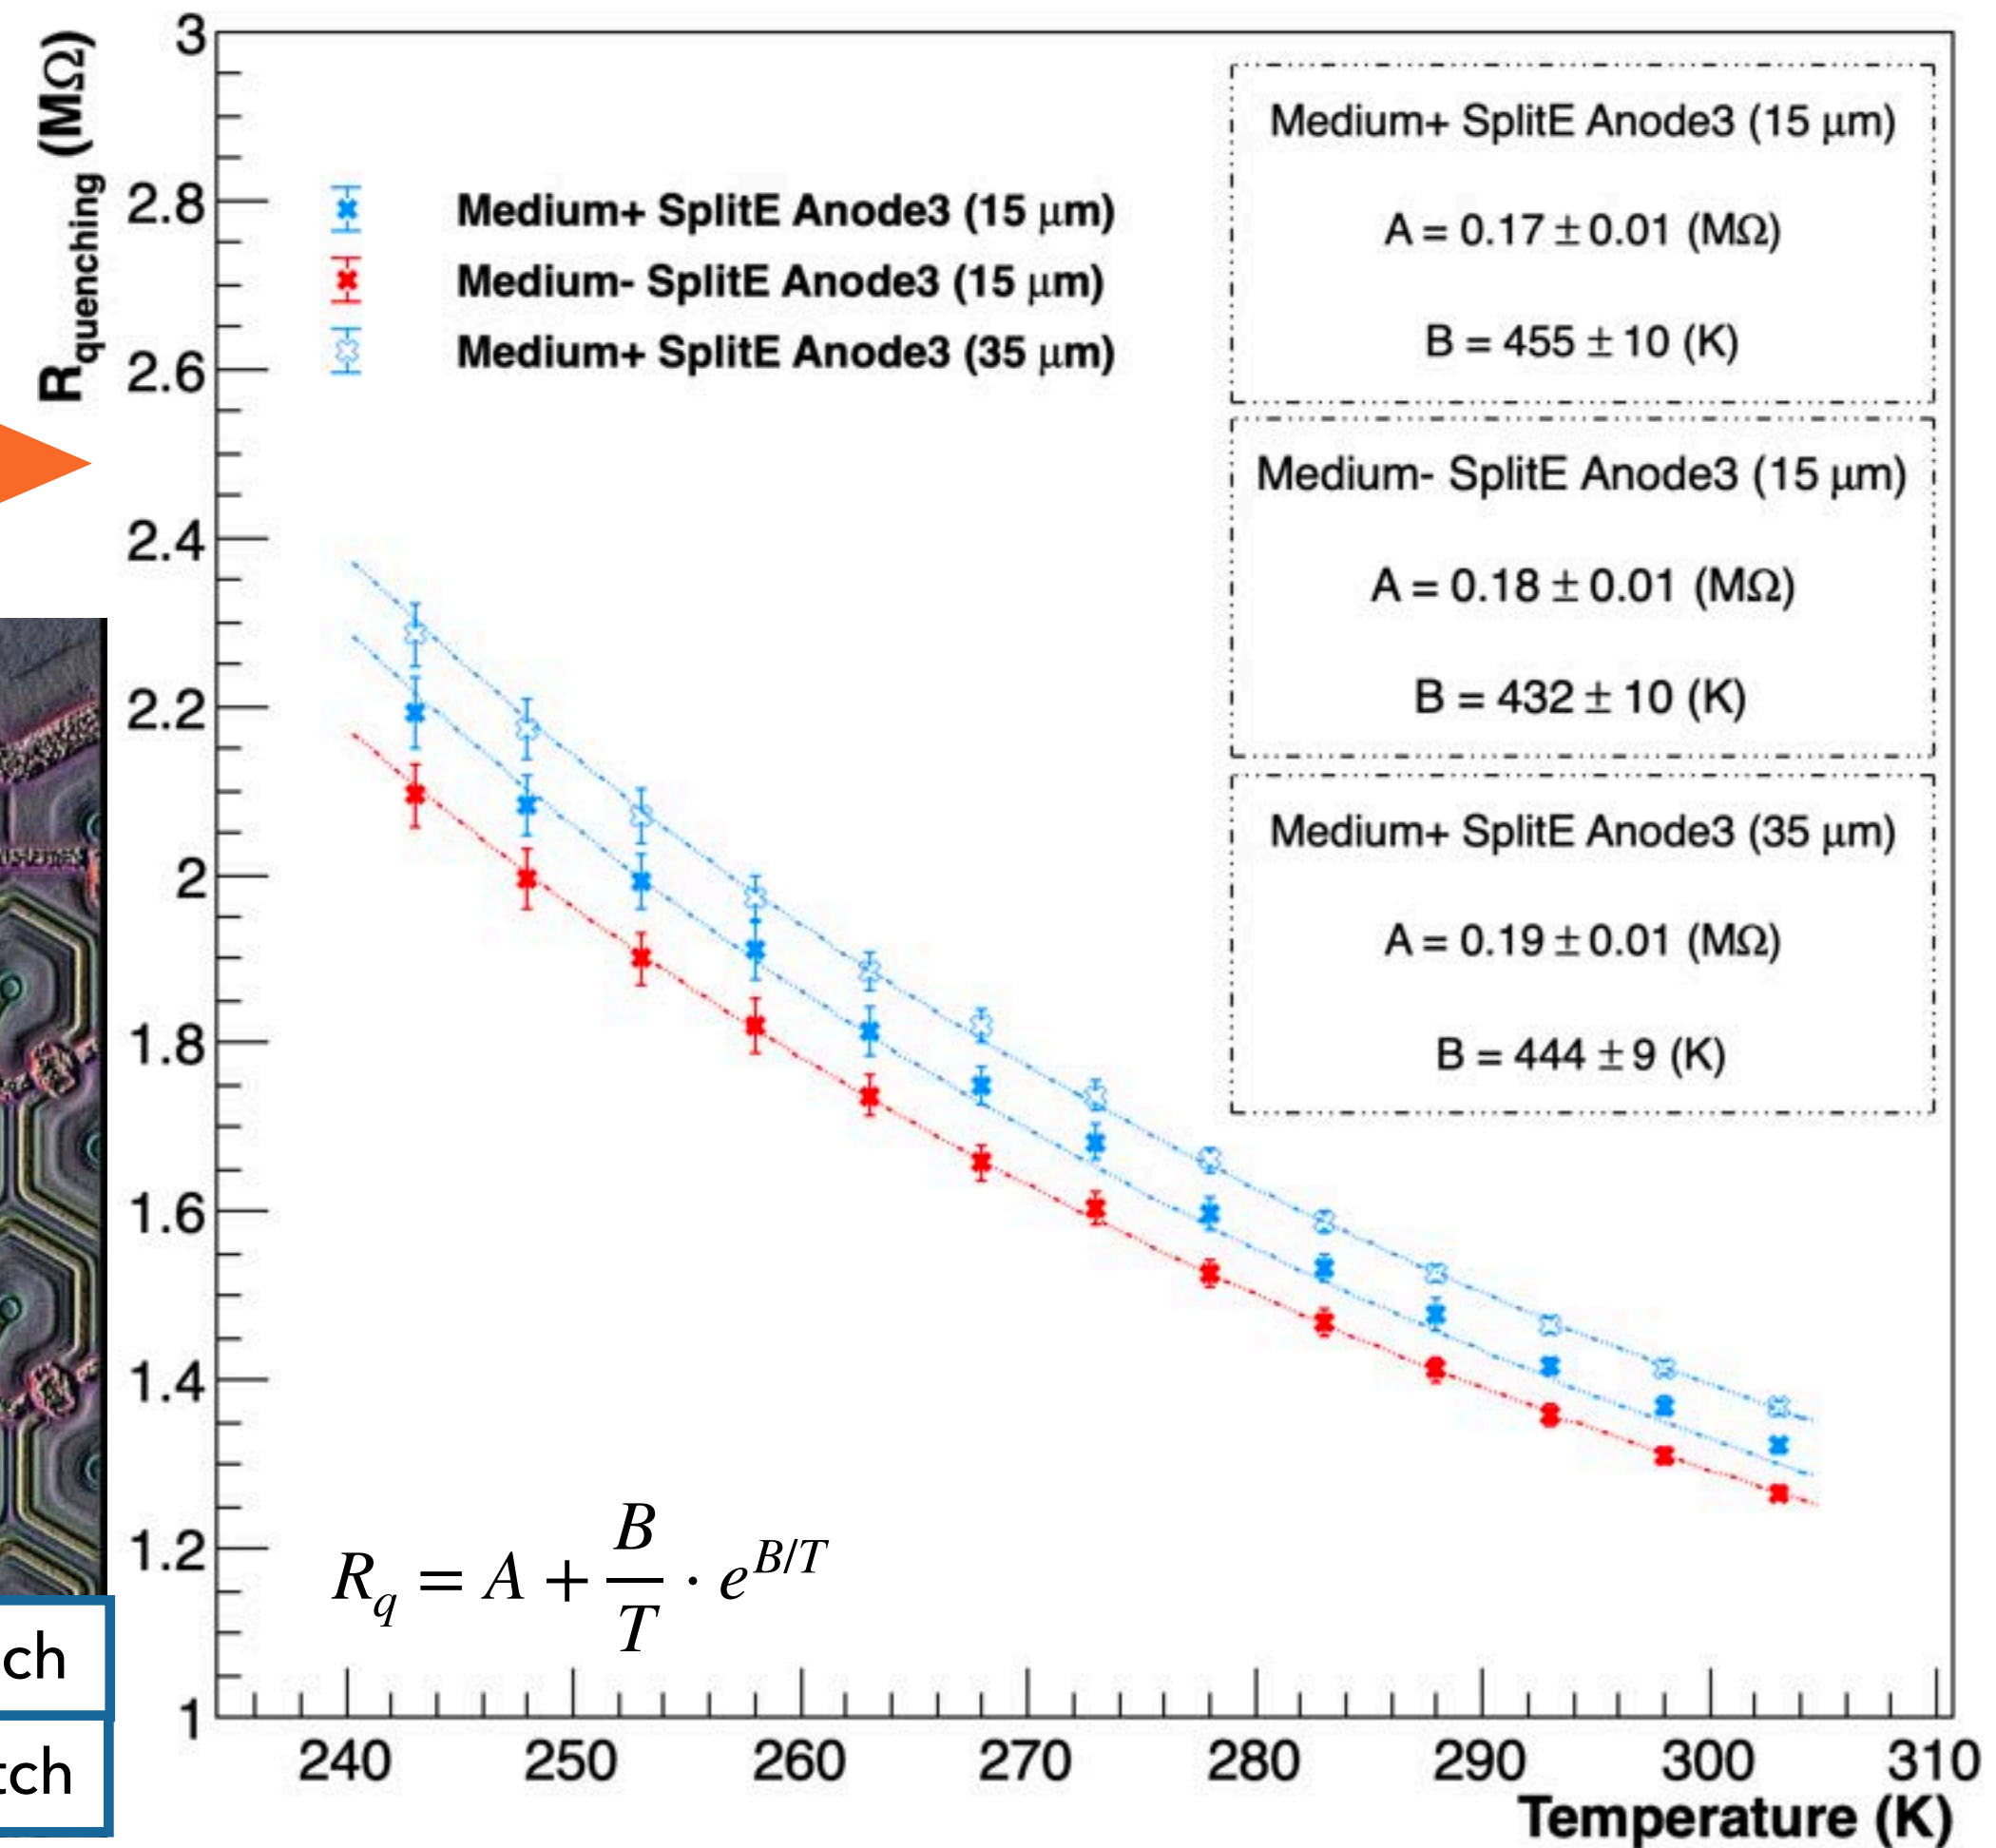 R_quenching (MΩ)
3
2.8
2.6
2.4
2.2
2
1.8
1.6
1.4
1.2
1
Medium+ SplitE Anode3 (15 μm)
Medium- SplitE Anode3 (15 μm)
Medium+ SplitE Anode3 (35 μm)
Medium+ SplitE Anode3 (15 μm)
A = 0.17 ± 0.01 (MΩ)
B = 455 ± 10 (K)
Medium- SplitE Anode3 (15 μm)
A = 0.18 ± 0.01 (MΩ)
B = 432 ± 10 (K)
Medium+ SplitE Anode3 (35 μm)
A = 0.19 ± 0.01 (MΩ)
B = 444 ± 9 (K)
R_q = A + B/T · e^{B/T}
ch
tch
240 250 260 270 280 290 300 310
Temperature (K)